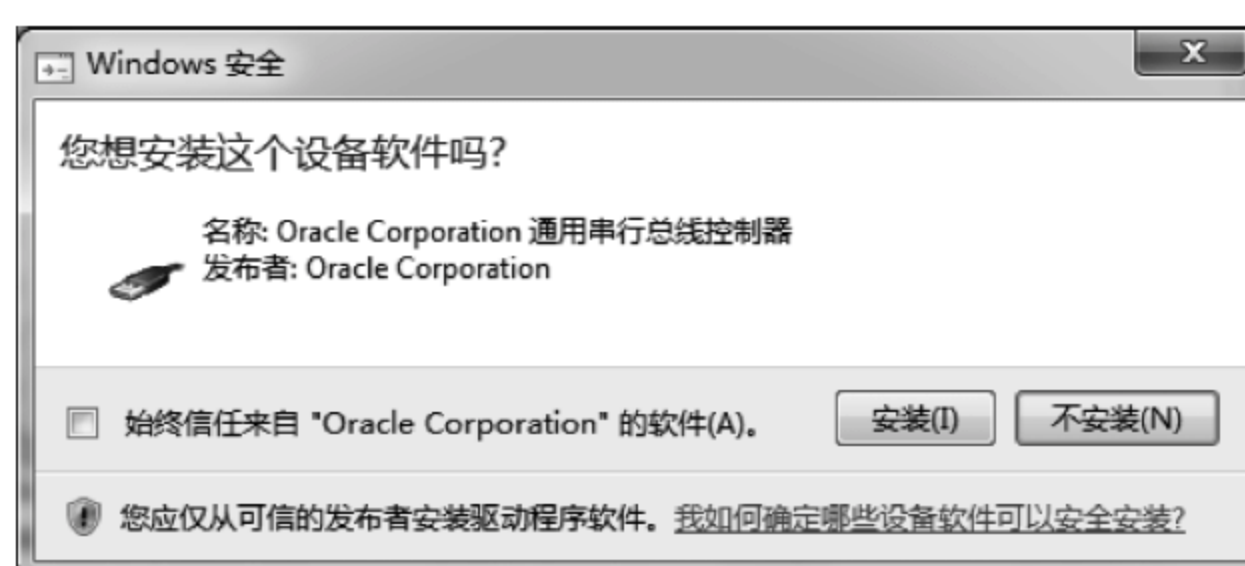 Windows 安全
您想安装这个设备软件吗?
名称: Oracle Corporation 通用串行总线控制器
发布者: Oracle Corporation
始终信任来自 "Oracle Corporation" 的软件(A)。
安装(I)
不安装(N)
您应仅从可信的发布者安装驱动程序软件。我如何确定哪些设备软件可以安全安装?